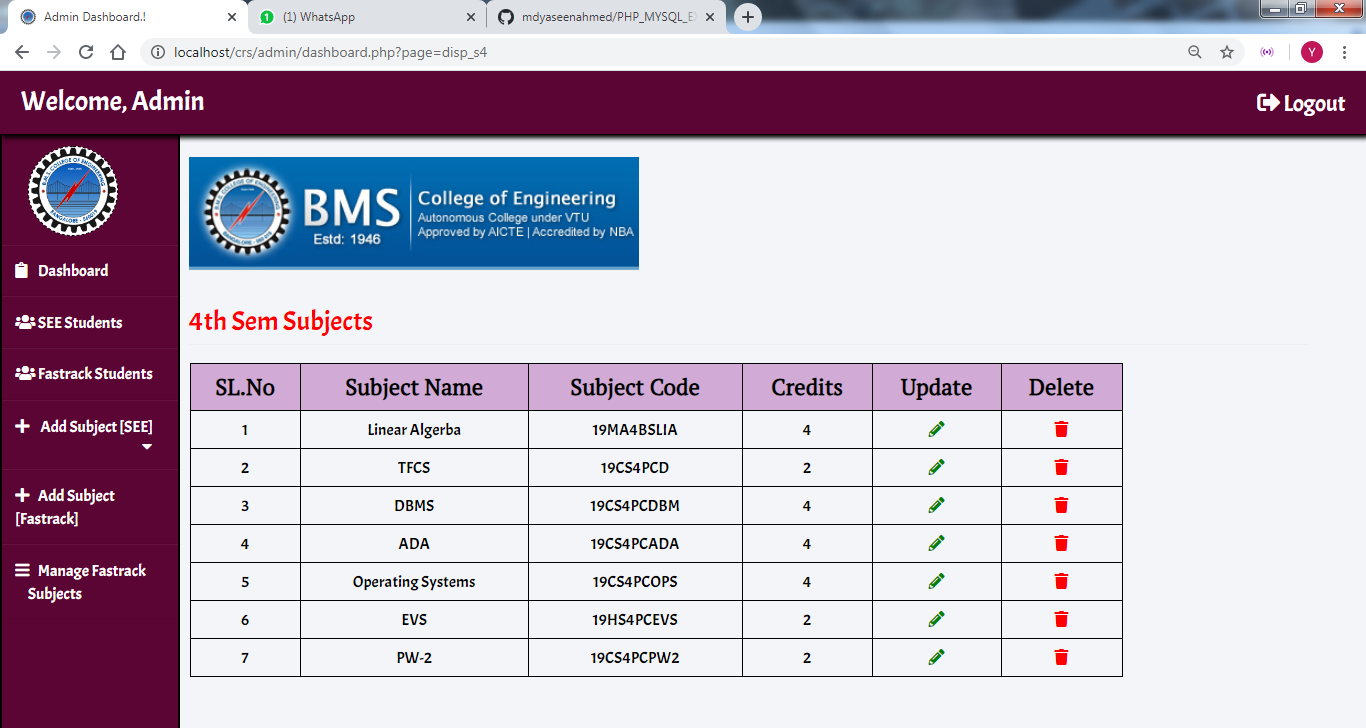 Admin Dashboard.!
(1) WhatsApp
mdyaseenahmed/PHP_MYSQL_E
localhost/crs/admin/dashboard.php?page=disp_s4
Y
Welcome, Admin
Logout
Dashboard
SEE Students
Fastrack Students
Add Subject [SEE]
Add Subject
[Fastrack]
Manage Fastrack
Subjects
BMS
Estd: 1946
College of Engineering
Autonomous College under VTU
Approved by AICTE | Accredited by NBA
4th Sem Subjects
SL.No Subject Name Subject Code Credits Update Delete
1 Linear Algerba 19MA4BSLIA 4
2 TFCS 19CS4PCD 2
3 DBMS 19CS4PCDBM 4
4 ADA 19CS4PCADA 4
5 Operating Systems 19CS4PCOPS 4
6 EVS 19HS4PCEVS 2
7 PW-2 19CS4PCPW2 2